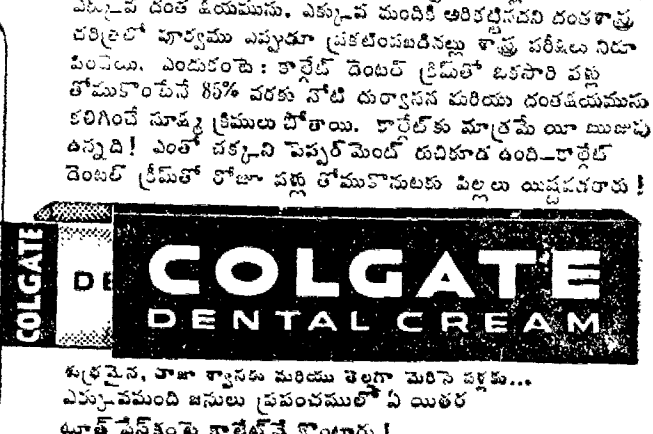 ఎక్కువ దంత క్షయమును, ఎక్కువ మందికి అరికట్టినదని దంతశాస్త్ర
చరిత్రలో పూర్వము ఎప్పుడూ ప్రకటింపబడినట్లు శాస్త్ర పరీక్షలు నిరూ
పించెను. ఎందుకంటె : కాల్గేట్ డెంటల్ క్రీమ్‌తో ఒకసారి పళ్లు
తోముకొంటేనే 85% వరకు నోటి దుర్వాసన మరియు దంతక్షయమును
కలిగించే సూక్ష్మ క్రిములు పోతాయి. కాల్గేట్‌కు మాత్రమే యీ ఋజువు
ఉన్నది! ఎంతో చక్కని పెప్పర్‌మెంట్ రుచికూడ ఉంది—కాల్గేట్
డెంటల్ క్రీమ్‌తో రోజూ పళ్లు తోముకొనుటకు పిల్లలు యిష్టపడతారు !
COLGATE
DE
COLGATE
DENTAL CREAM
శుభ్రమైన, తాజా శ్వాసకు మరియు తెల్లగా మెరిసే పళ్లకు...
ఎక్కువమంది జనులు ప్రపంచములో ఏ యితర
టూత్ పేస్ట్‌కంటె కాల్గేట్‌నే కొంటారు !